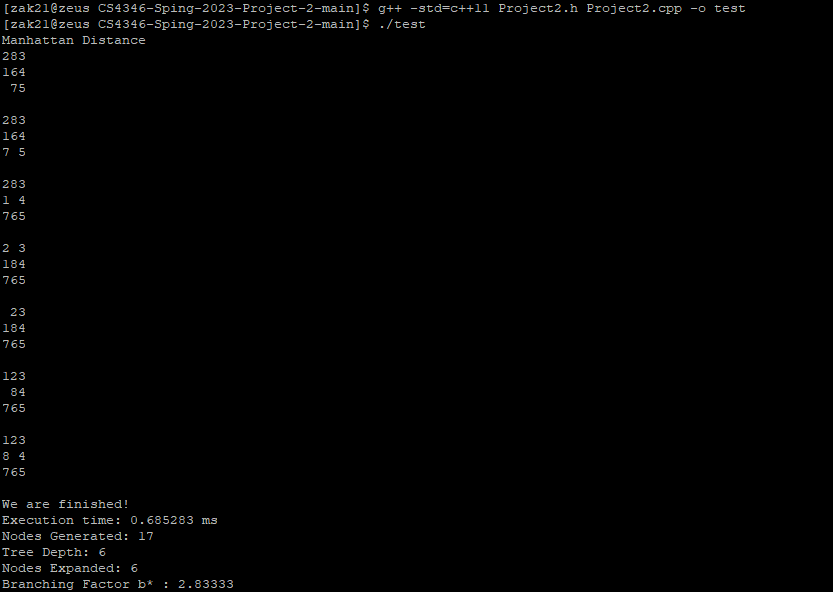 [zak21@zeus CS4346-Sping-2023-Project-2-main]$ g++ -std=c++11 Project2.h Project2.cpp -o test
[zak21@zeus CS4346-Sping-2023-Project-2-main]$ ./test
Manhattan Distance
283
164
 75

283
164
7 5

283
1 4
765

2 3
184
765

 23
184
765

123
 84
765

123
8 4
765

We are finished!
Execution time: 0.685283 ms
Nodes Generated: 17
Tree Depth: 6
Nodes Expanded: 6
Branching Factor b* : 2.83333